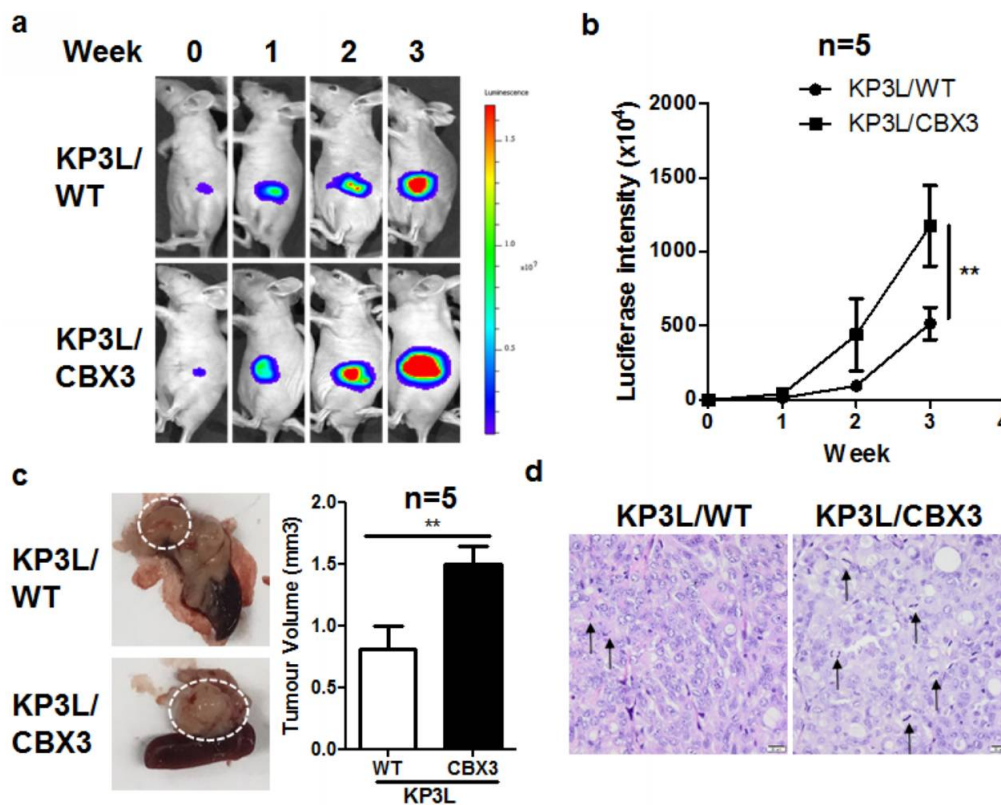 a
Week 0 1 2 3
KP3L/
WT
KP3L/
CBX3
Luminescence
1.5
1.0
x10⁷
0.5
b
n=5
KP3L/WT
KP3L/CBX3
Luciferase intensity (x10⁴)
2000
1500
1000
500
0
**
0 1 2 3 4
Week
c
KP3L/
WT
KP3L/
CBX3
n=5
**
Tumour Volume (mm3)
2.0
1.5
1.0
0.5
0.0
WT CBX3
KP3L
d
KP3L/WT KP3L/CBX3